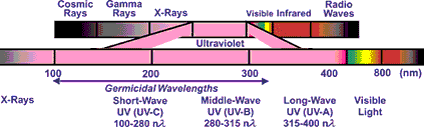 Cosmic Rays
Gamma Rays
X-Rays
Visible
Infrared
Radio Waves
Ultraviolet
100 200 300 400 800 (nm)
Germicidal Wavelengths
X-Rays
Short-Wave
UV (UV-C)
100-280 nλ
Middle-Wave
UV (UV-B)
280-315 nλ
Long-Wave
UV (UV-A)
315-400 nλ
Visible
Light